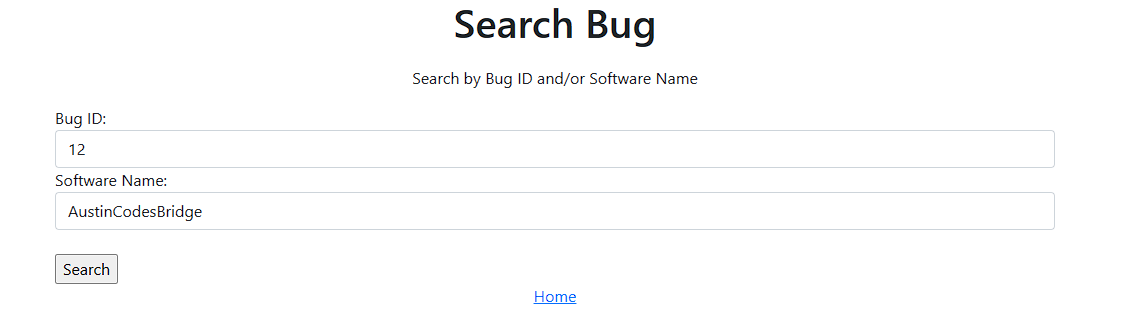 Search Bug
Search by Bug ID and/or Software Name
Bug ID:
12
Software Name:
AustinCodesBridge
Search
Home